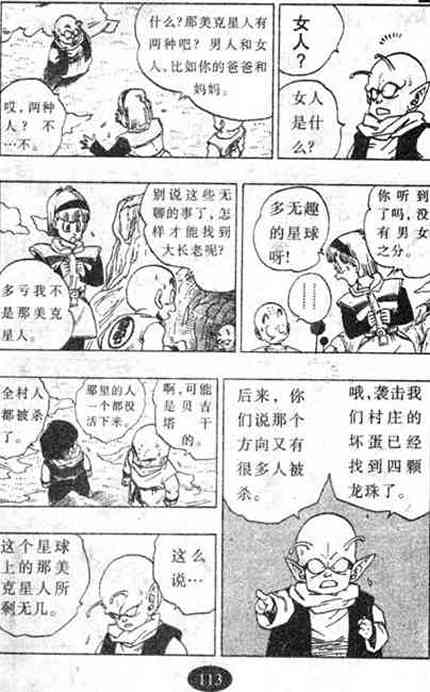 女人?
女人
是什
么?
什么?那美克星人有
两种吧? 男人和女
人,比如你的爸爸和
妈妈。
哎,两种
人? 不
…不。
你听到
了吗,没
有男女
之分。
多无趣
的星球
呀!
……
别说这些无
聊的事了,怎
样才能找到
大长老呢?
多亏我不
是那美克
星人。
哦,袭击我
们村庄的
坏蛋已经
找到四颗
龙珠了。
后来,你
们说那个
方向又有
很多人被
杀。
啊,可能
是贝吉
塔 干
的。
那里的人
一个都没
活下来。
全村人
都被杀
了。
这么
说…
这个星球
上的那美
克星人所
剩无几。
113